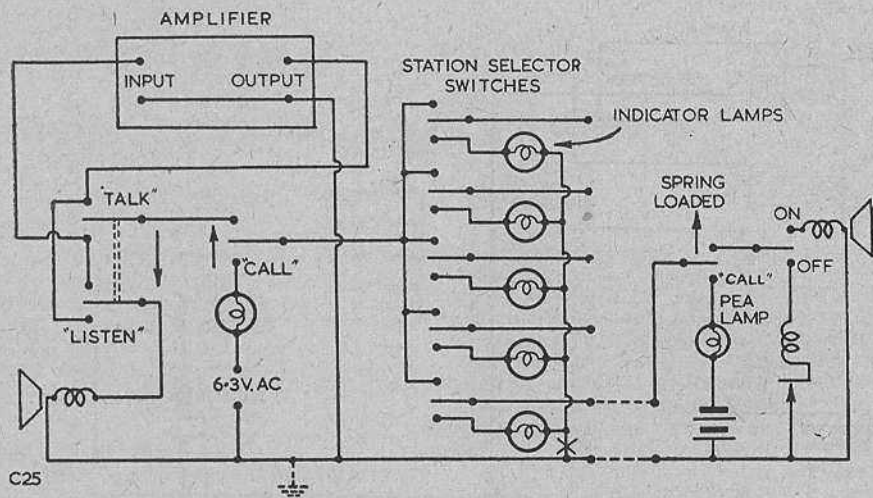 AMPLIFIER
INPUT
OUTPUT
STATION SELECTOR
SWITCHES
INDICATOR LAMPS
"TALK"
"CALL"
"LISTEN"
6·3V. AC
SPRING
LOADED
ON
OFF
"CALL"
PEA
LAMP
C25